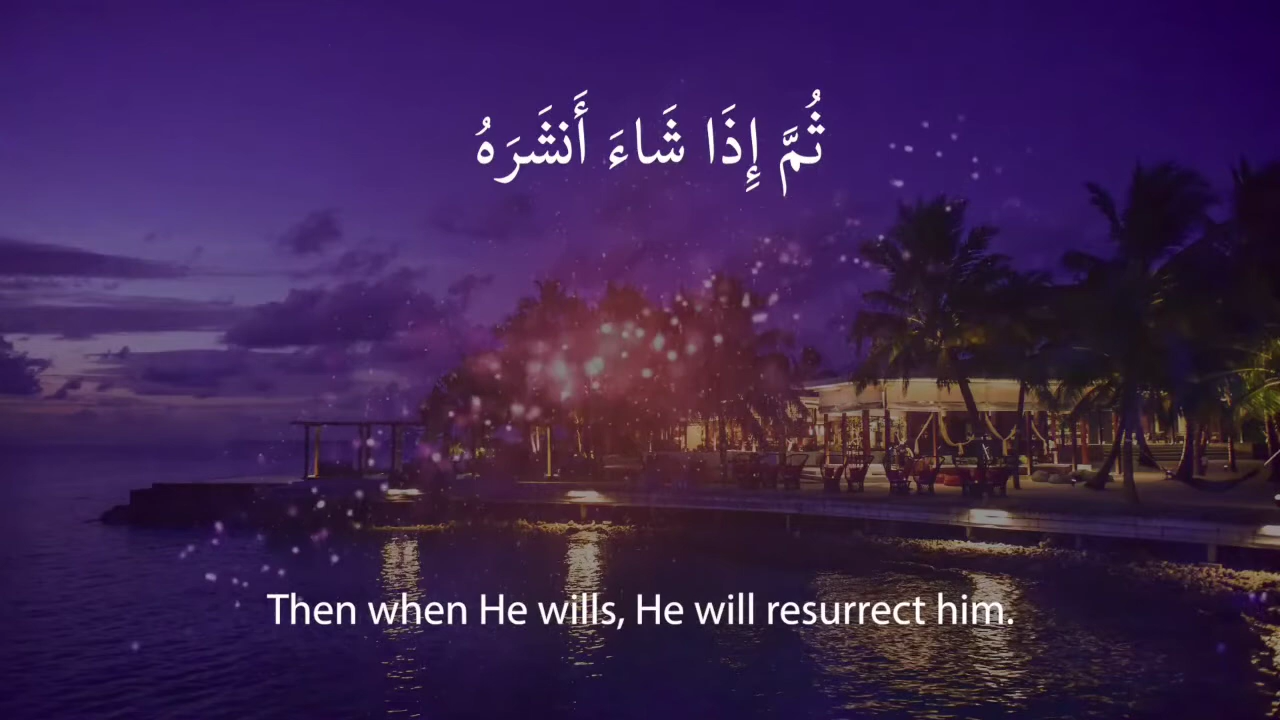 ثُمَّ إِذَا شَاءَ أَنشَرَهُ
Then when He wills, He will resurrect him.